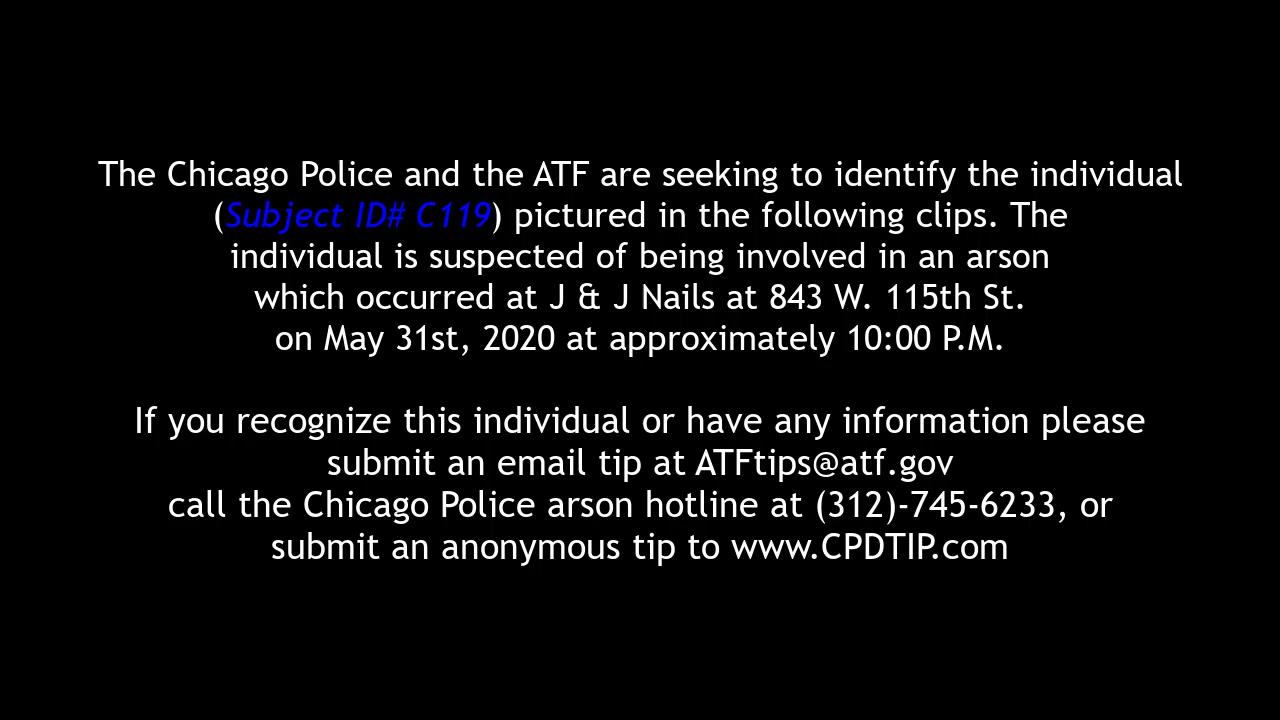 The Chicago Police and the ATF are seeking to identify the individual
(Subject ID# C119) pictured in the following clips. The
individual is suspected of being involved in an arson
which occurred at J & J Nails at 843 W. 115th St.
on May 31st, 2020 at approximately 10:00 P.M.
If you recognize this individual or have any information please
submit an email tip at ATFtips@atf.gov
call the Chicago Police arson hotline at (312)-745-6233, or
submit an anonymous tip to www.CPDTIP.com